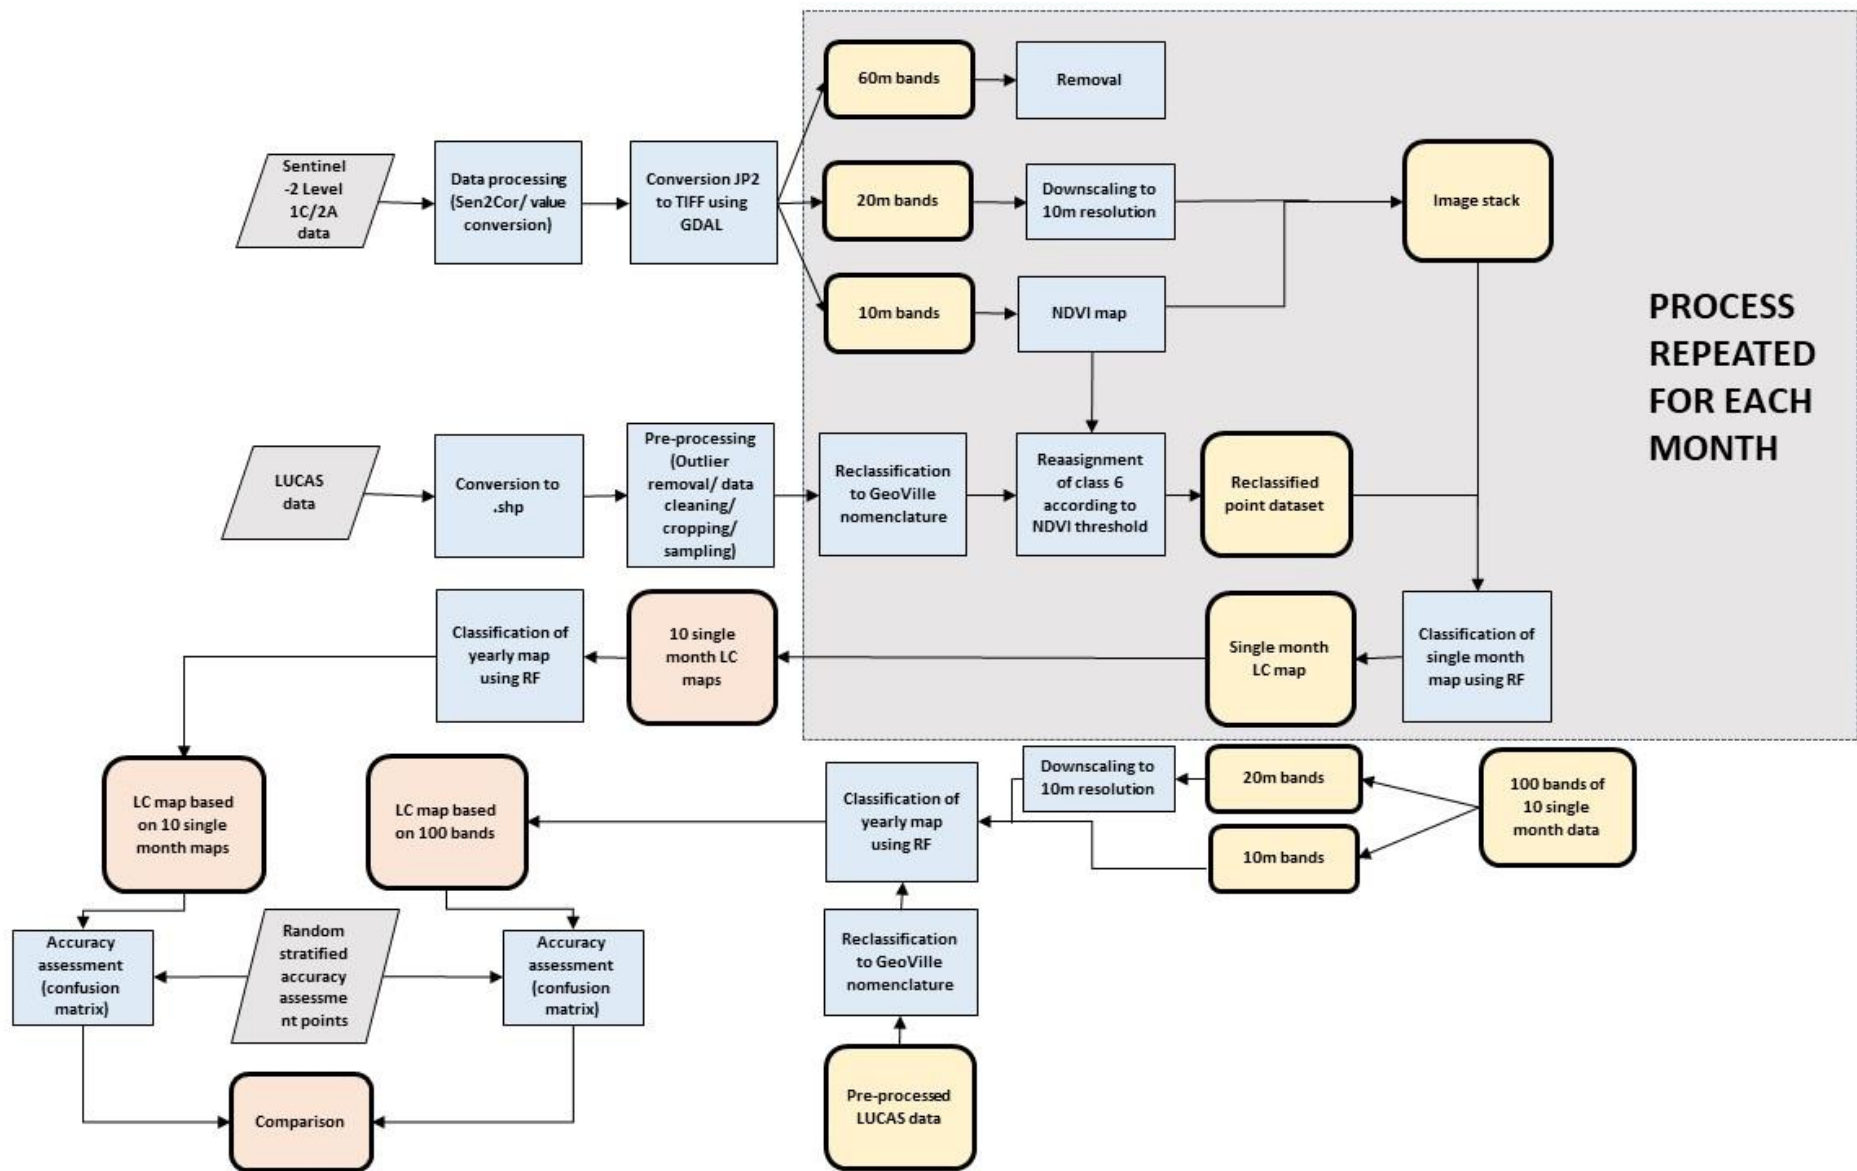 60m bands
Removal
Sentinel
-2 Level
1C/2A
data
Data processing
(Sen2Cor/ value
conversion)
Conversion JP2
to TIFF using
GDAL
20m bands
Downscaling to
10m resolution
Image stack
10m bands
NDVI map
PROCESS
REPEATED
FOR EACH
MONTH
LUCAS
data
Conversion to
.shp
Pre-processing
(Outlier
removal/ data
cleaning/
cropping/
sampling)
Reclassification
to GeoVille
nomenclature
Reaasignment
of class 6
according to
NDVI threshold
Reclassified
point dataset
Classification of
yearly map
using RF
10 single
month LC
maps
Single month
LC map
Classification of
single month
map using RF
LC map based
on 10 single
month maps
LC map based
on 100 bands
Classification of
yearly map
using RF
Downscaling to
10m resolution
20m bands
10m bands
100 bands of
10 single
month data
Accuracy
assessment
(confusion
matrix)
Random
stratified
accuracy
assessme
nt points
Accuracy
assessment
(confusion
matrix)
Reclassification
to GeoVille
nomenclature
Comparison
Pre-processed
LUCAS data